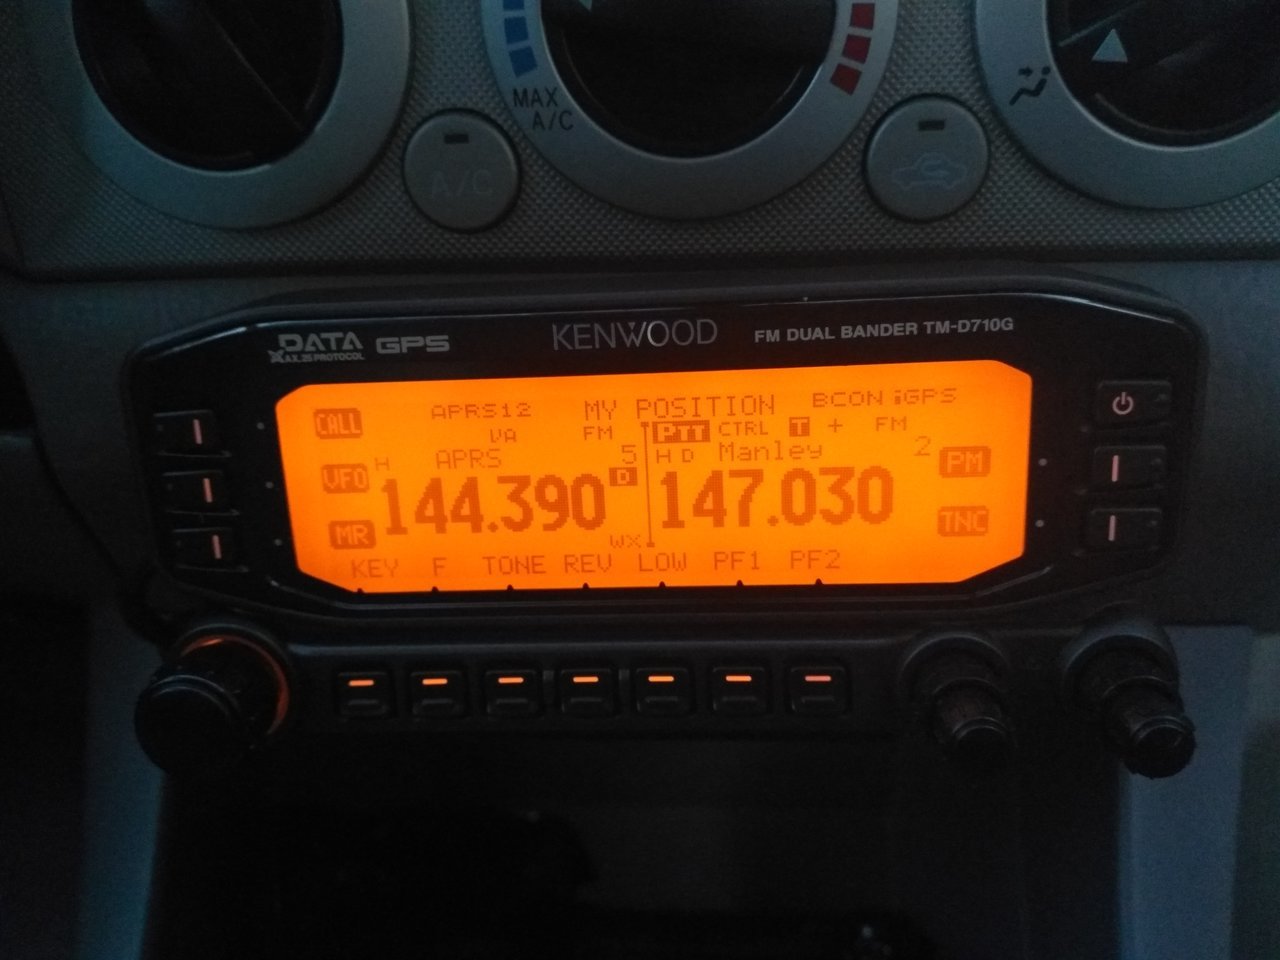 MAX
A/C
A/C
DATA
AX.25 PROTOCOL
GPS
KENWOOD
FM DUAL BANDER TM-D710G
CALL
APRS12 MY POSITION BCON iGPS
VA FM PTT CTRL T + FM
H APRS 5 H D Manley 2
VFO
PM
144.390 D 147.030
MR
TNC
WX
KEY F TONE REV LOW PF1 PF2